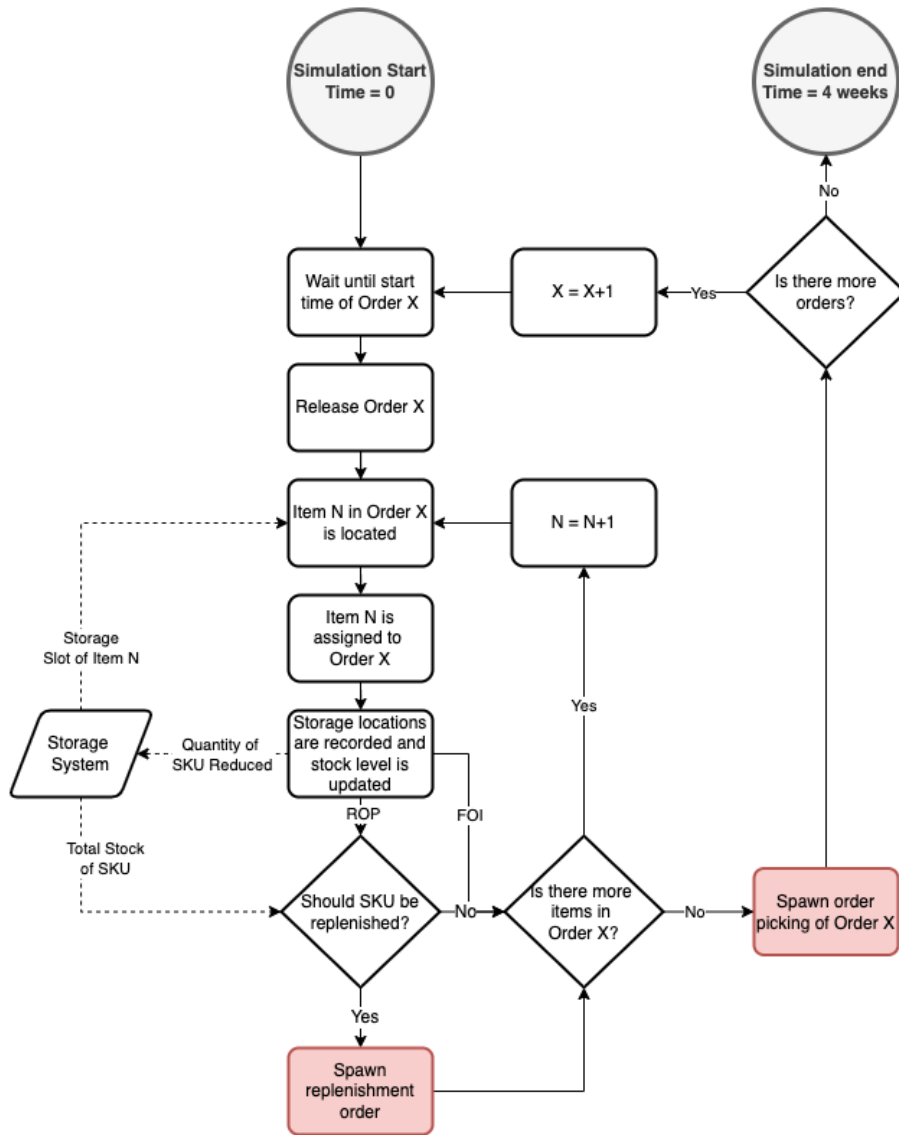 Simulation Start
Time = 0
Simulation end
Time = 4 weeks
No
Wait until start
time of Order X
X = X+1
Yes
Is there more
orders?
Release Order X
Item N in Order X
is located
N = N+1
Item N is
assigned to
Order X
Storage
Slot of Item N
Yes
Storage
System
Quantity of
SKU Reduced
Storage locations
are recorded and
stock level is
updated
ROP
FOI
Total Stock
of SKU
Should SKU be
replenished?
No
Is there more
items in
Order X?
No
Spawn order
picking of Order X
Yes
Spawn
replenishment
order